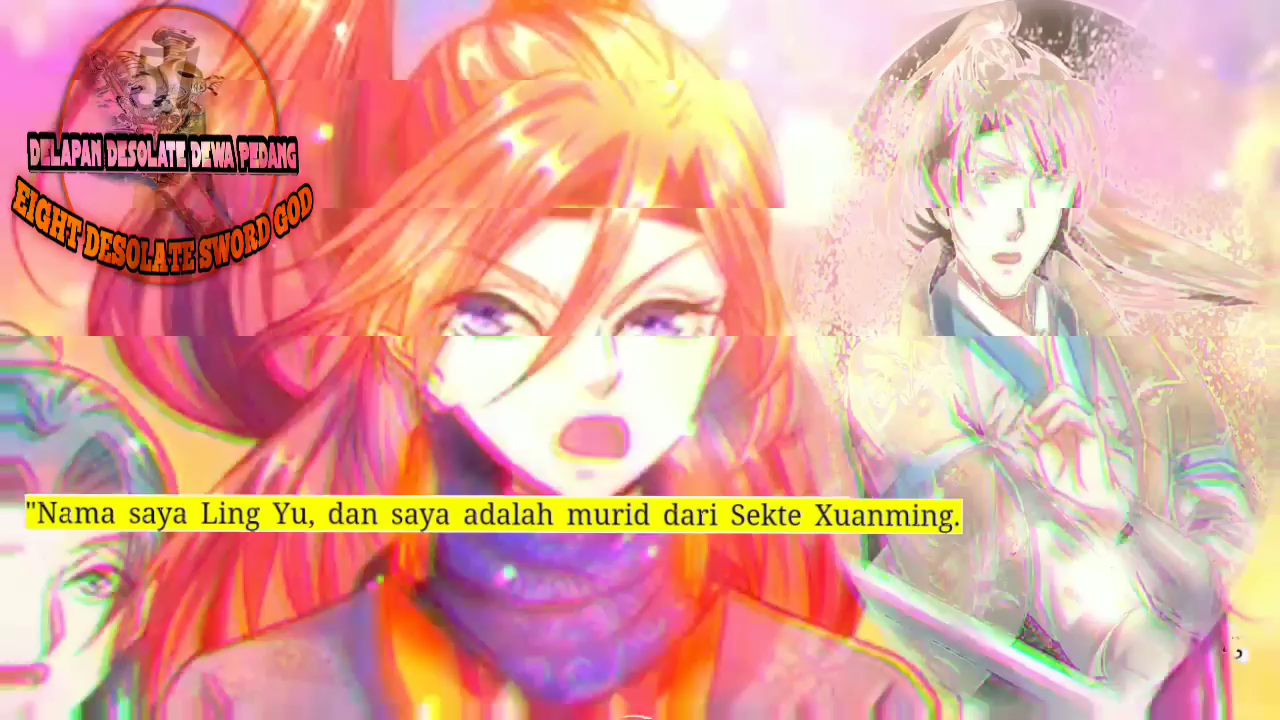 DELAPAN DESOLATE DEWA PEDANG
EIGHT DESOLATE SWORD GOD
"Nama saya Ling Yu, dan saya adalah murid dari Sekte Xuanming.